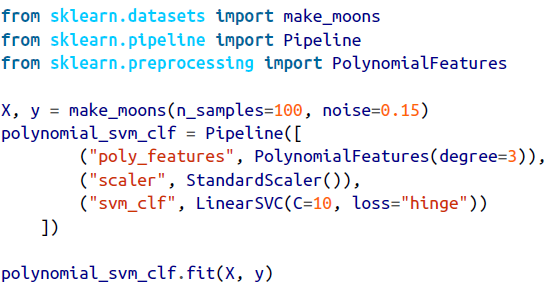 from sklearn.datasets import make_moons
from sklearn.pipeline import Pipeline
from sklearn.preprocessing import PolynomialFeatures

X, y = make_moons(n_samples=100, noise=0.15)
polynomial_svm_clf = Pipeline([
        ("poly_features", PolynomialFeatures(degree=3)),
        ("scaler", StandardScaler()),
        ("svm_clf", LinearSVC(C=10, loss="hinge"))
    ])

polynomial_svm_clf.fit(X, y)